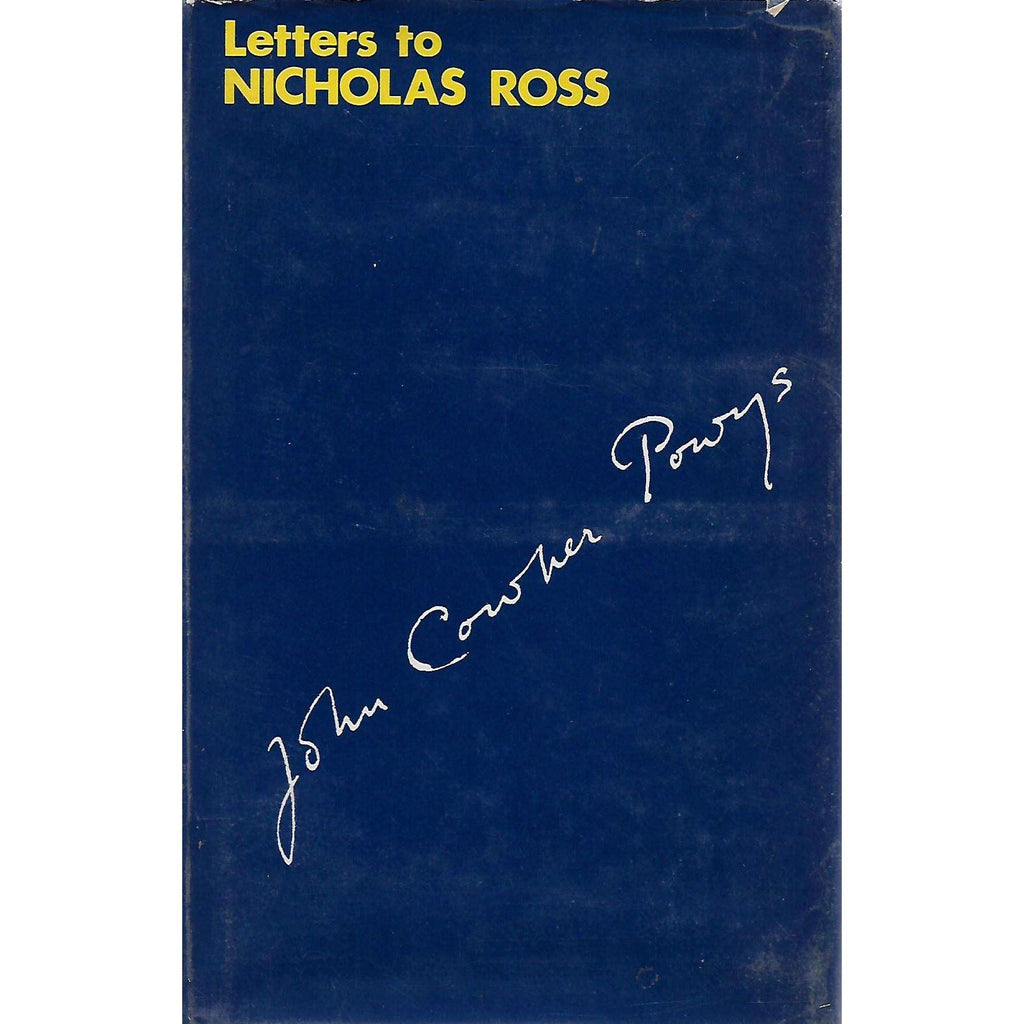 Letters to
NICHOLAS ROSS
John Cowper Powys